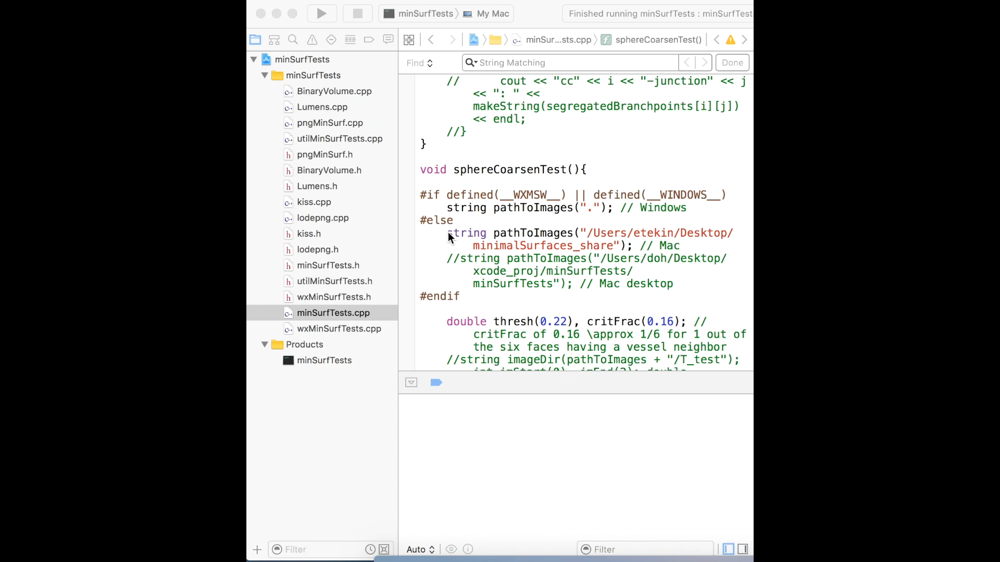 minSurfTests My Mac Finished running minSurfTests : minSurfTest
minSur...sts.cpp sphereCoarsenTest()
Find String Matching Done
minSurfTests
minSurfTests
BinaryVolume.cpp
Lumens.cpp
pngMinSurf.cpp
utilMinSurfTests.cpp
pngMinSurf.h
BinaryVolume.h
Lumens.h
kiss.cpp
lodepng.cpp
kiss.h
lodepng.h
minSurfTests.h
utilMinSurfTests.h
wxMinSurfTests.h
minSurfTests.cpp
wxMinSurfTests.cpp
Products
minSurfTests
// cout << "cc" << i << "-junction" << j
<< ": " <<
makeString(segregatedBranchpoints[i][j])
<< endl;
//}
}
void sphereCoarsenTest(){
#if defined(__WXMSW__) || defined(__WINDOWS__)
string pathToImages("."); // Windows
#else
string pathToImages("/Users/etekin/Desktop/
minimalSurfaces_share"); // Mac
//string pathToImages("/Users/doh/Desktop/
xcode_proj/minSurfTests/
minSurfTests"); // Mac desktop
#endif
double thresh(0.22), critFrac(0.16); //
critFrac of 0.16 \approx 1/6 for 1 out of
the six faces having a vessel neighbor
//string imageDir(pathToImages + "/T_test");
Filter Auto Filter